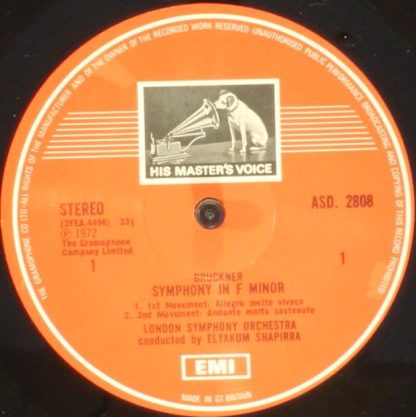 THE GRAMOPHONE CO LTD·ALL RIGHTS OF THE MANUFACTURER AND OF THE OWNER OF THE RECORDED WORK RESERVED UNAUTHORISED PUBLIC PERFORMANCE BROADCASTING AND COPYING OF THIS RECORD PROHIBITED
HIS MASTER'S VOICE
STEREO
(2YEA.4456) 33⅓
Ⓟ 1972
The Gramophone
Company Limited
1
ASD. 2808
1
BRUCKNER
SYMPHONY IN F MINOR
1. 1st Movement: Allegro molto vivace
2. 2nd Movement: Andante molto sostenuto
LONDON SYMPHONY ORCHESTRA
conducted by ELYAKUM SHAPIRRA
EMI
MADE IN GT BRITAIN